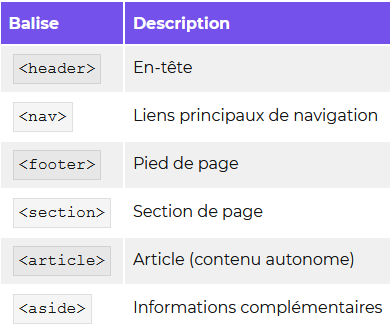 Balise Description
<header> En-tête
<nav> Liens principaux de navigation
<footer> Pied de page
<section> Section de page
<article> Article (contenu autonome)
<aside> Informations complémentaires